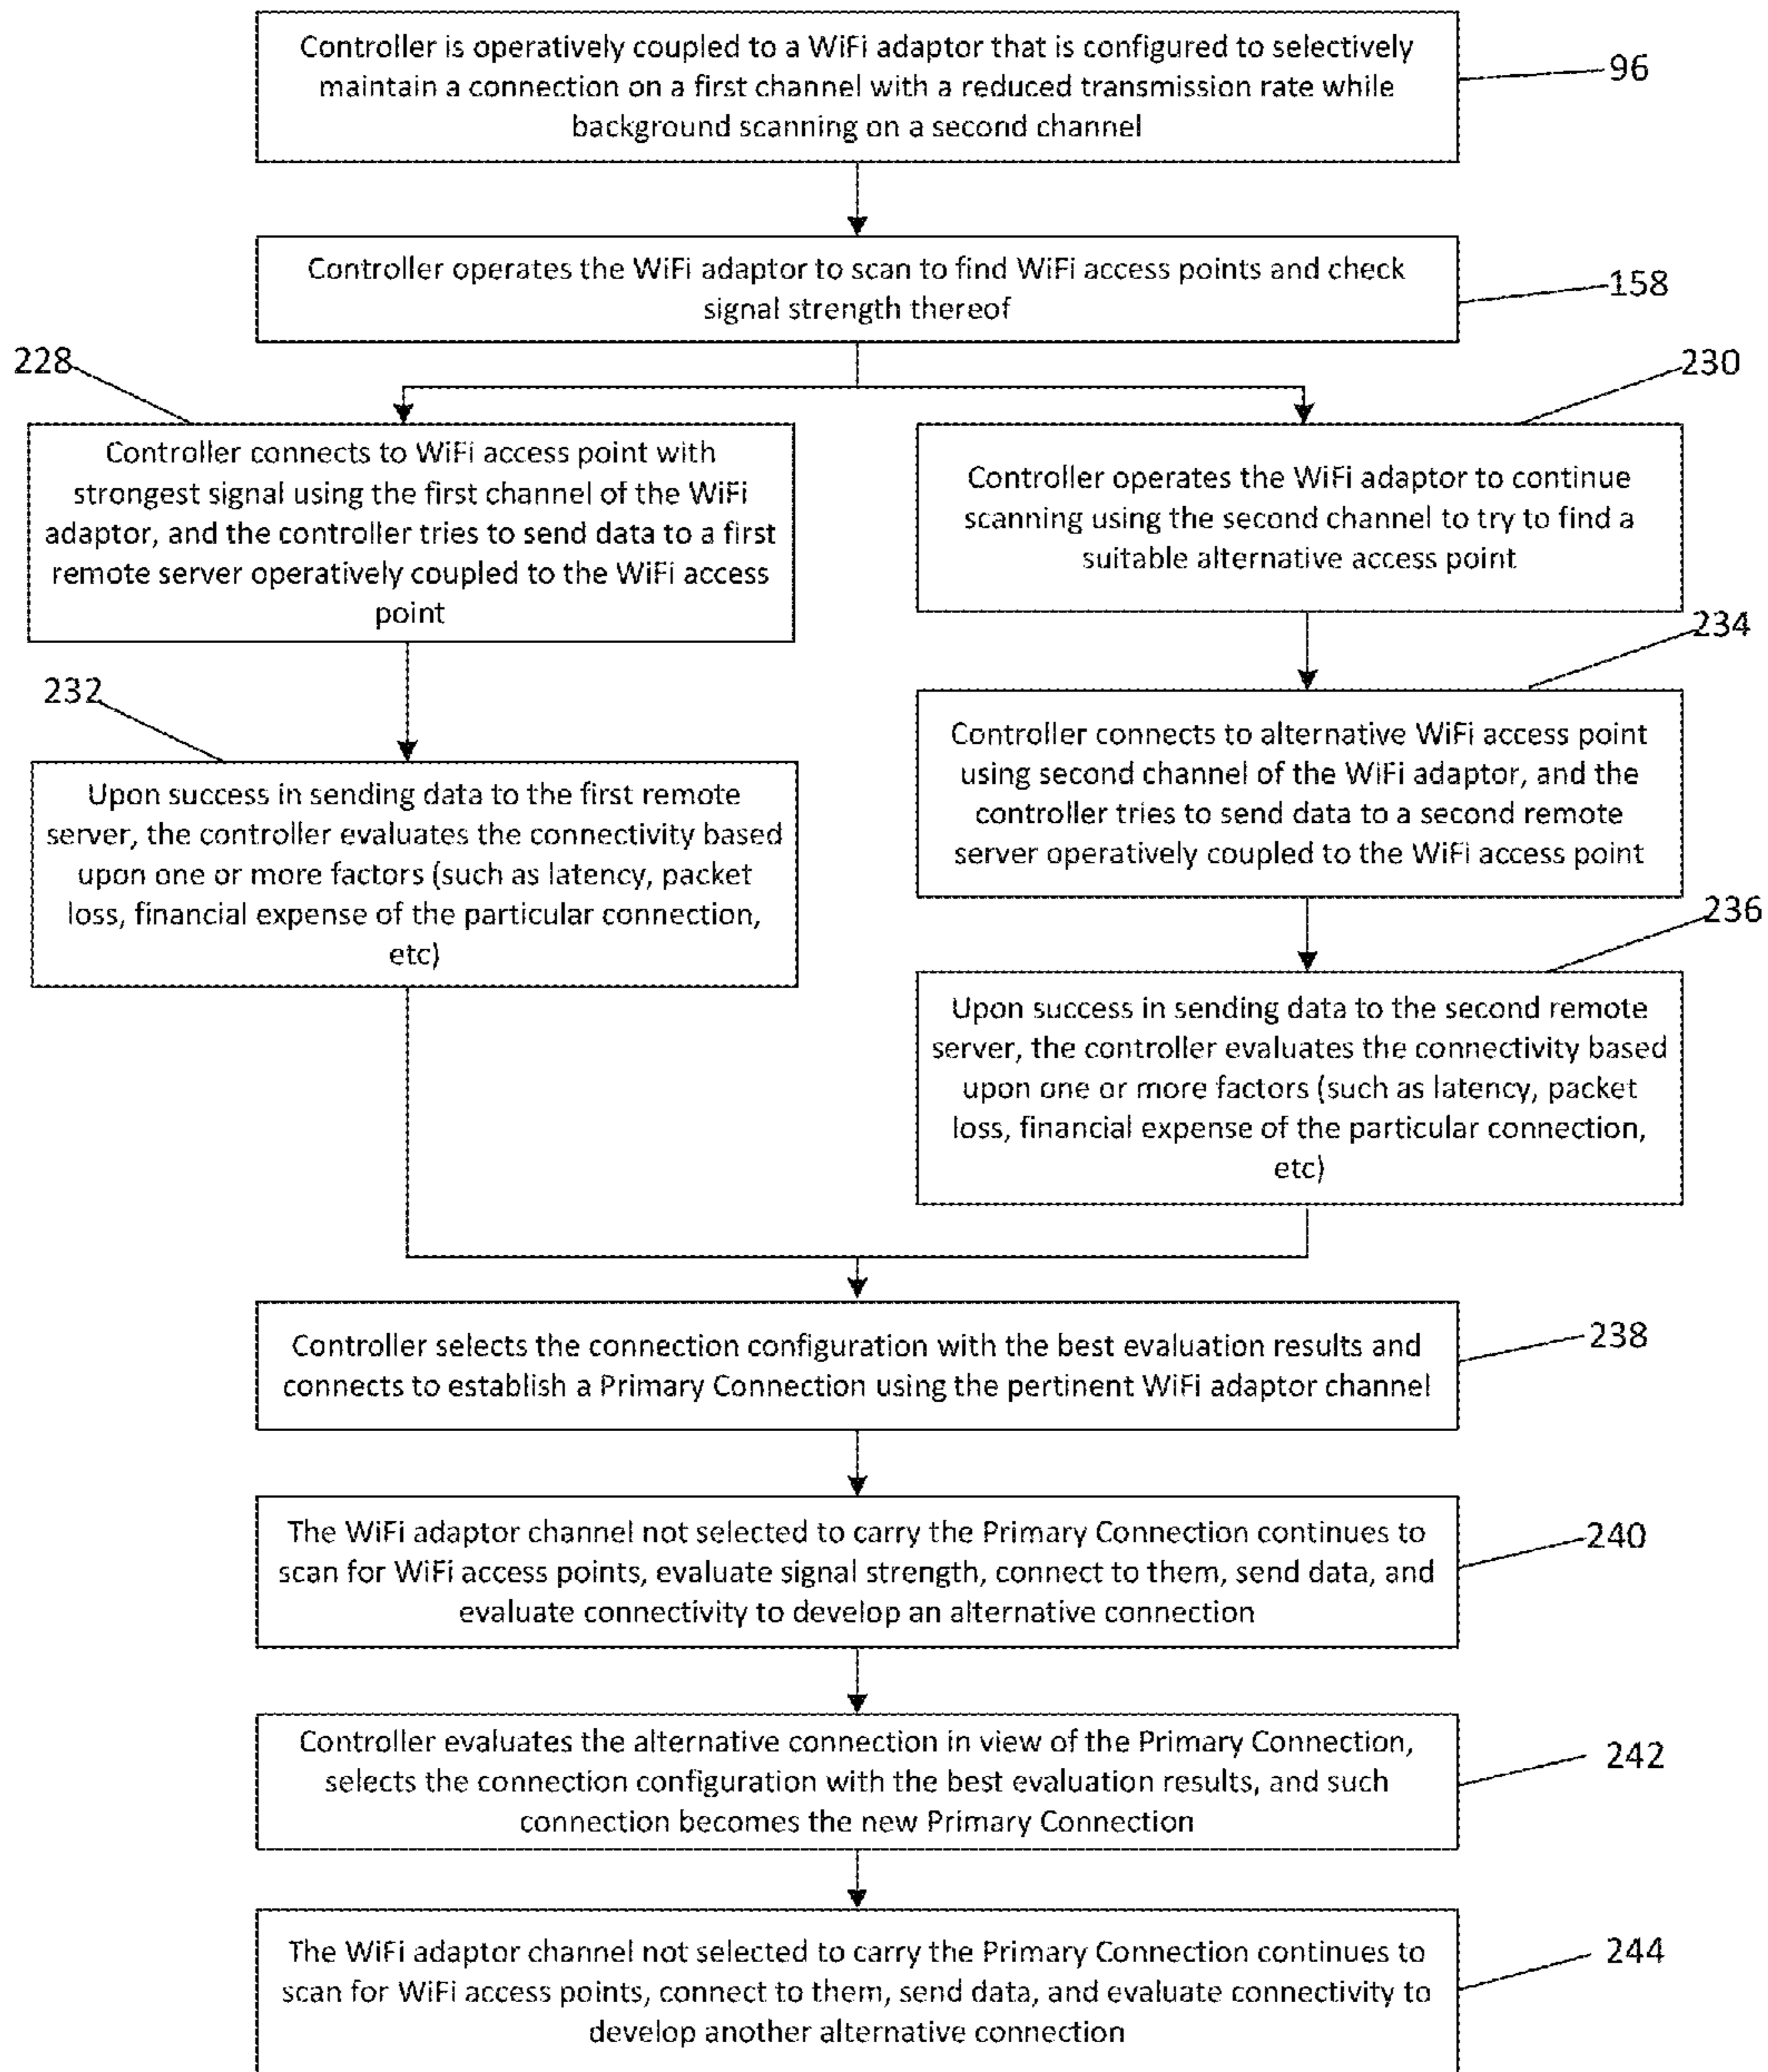 Controller is operatively coupled to a WiFi adaptor that is configured to selectively
maintain a connection on a first channel with a reduced transmission rate while
background scanning on a second channel
96
Controller operates the WiFi adaptor to scan to find WiFi access points and check
signal strength thereof
158
228
Controller connects to WiFi access point with
strongest signal using the first channel of the WiFi
adaptor, and the controller tries to send data to a first
remote server operatively coupled to the WiFi access
point
230
Controller operates the WiFi adaptor to continue
scanning using the second channel to try to find a
suitable alternative access point
232
Upon success in sending data to the first remote
server, the controller evaluates the connectivity based
upon one or more factors (such as latency, packet
loss, financial expense of the particular connection,
etc)
234
Controller connects to alternative WiFi access point
using second channel of the WiFi adaptor, and the
controller tries to send data to a second remote
server operatively coupled to the WiFi access point
236
Upon success in sending data to the second remote
server, the controller evaluates the connectivity based
upon one or more factors (such as latency, packet
loss, financial expense of the particular connection,
etc)
Controller selects the connection configuration with the best evaluation results and
connects to establish a Primary Connection using the pertinent WiFi adaptor channel
238
The WiFi adaptor channel not selected to carry the Primary Connection continues to
scan for WiFi access points, evaluate signal strength, connect to them, send data, and
evaluate connectivity to develop an alternative connection
240
Controller evaluates the alternative connection in view of the Primary Connection,
selects the connection configuration with the best evaluation results, and such
connection becomes the new Primary Connection
242
The WiFi adaptor channel not selected to carry the Primary Connection continues to
scan for WiFi access points, connect to them, send data, and evaluate connectivity to
develop another alternative connection
244